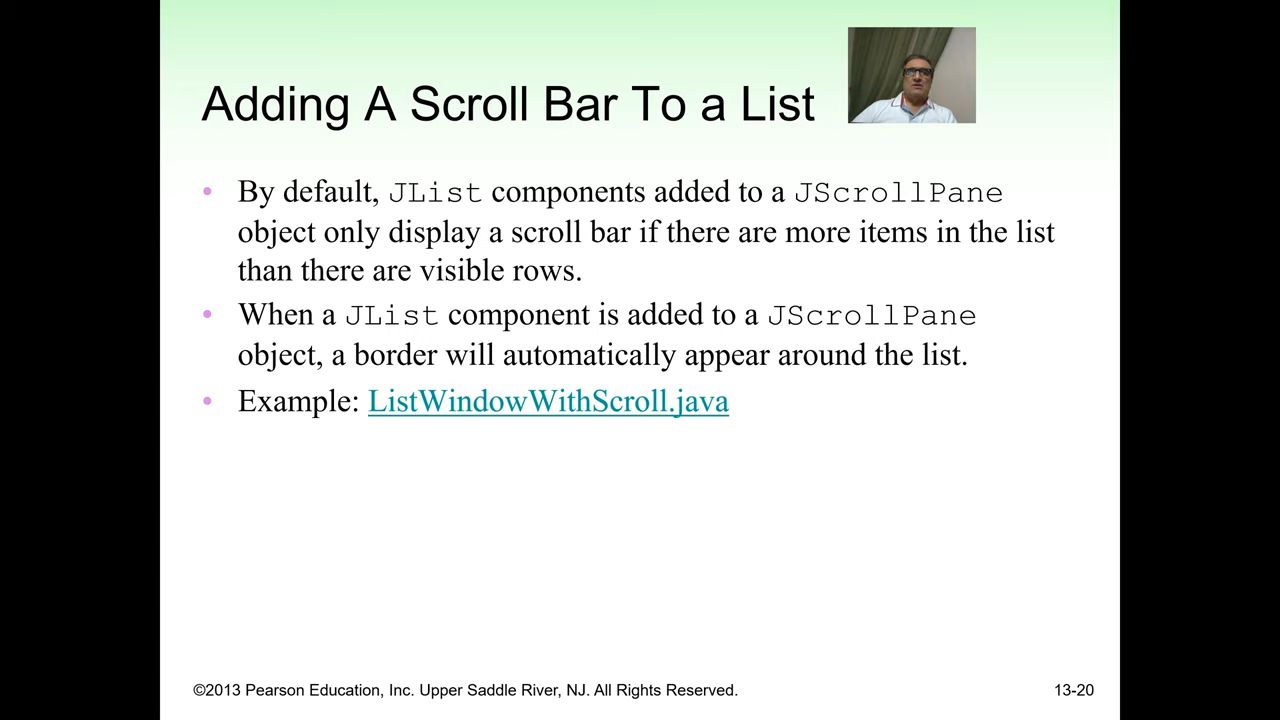 Adding A Scroll Bar To a List
• By default, JList components added to a JScrollPane
object only display a scroll bar if there are more items in the list
than there are visible rows.
• When a JList component is added to a JScrollPane
object, a border will automatically appear around the list.
• Example: ListWindowWithScroll.java
©2013 Pearson Education, Inc. Upper Saddle River, NJ. All Rights Reserved.
13-20